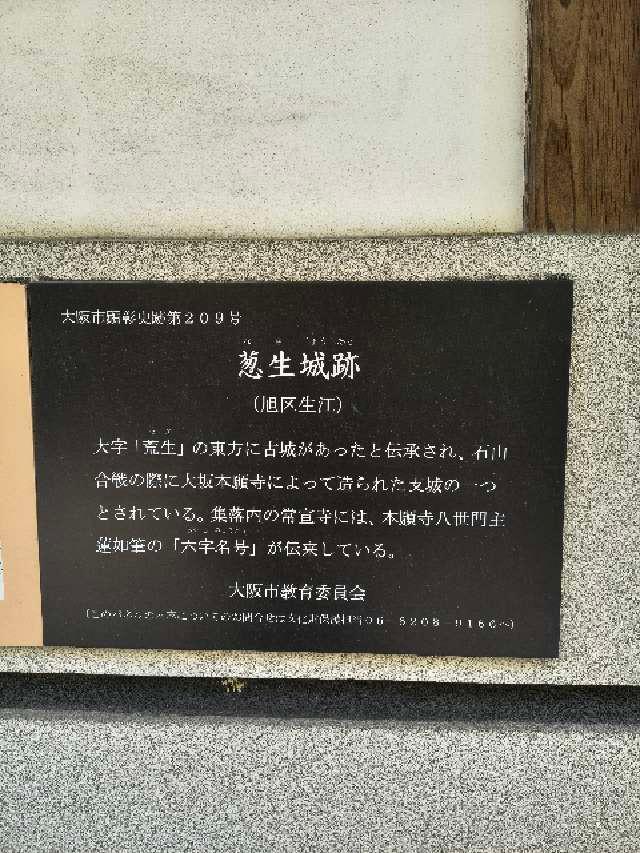 大阪市顕彰史跡第209号
葱生城跡
(旭区生江)
大字「荒生」の東方に古城があったと伝承され、石山
合戦の際に大坂本願寺によって造られた支城の一つ
とされている。集落内の常宣寺には、本願寺八世門主
蓮如筆の「六字名号」が伝来している。
大阪市教育委員会